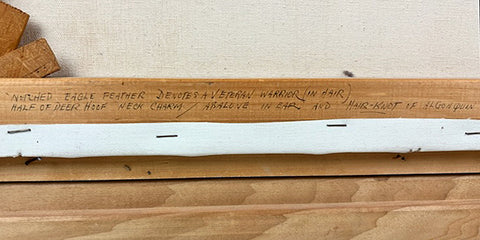 NOTCHED EAGLE FEATHER DENOTES A VETERAN WARRIOR (IN HAIR)
HALF OF DEER HOOF NECK CHARM / ABALONE IN EAR AND HAIR-KNOT OF ALGONQUIN